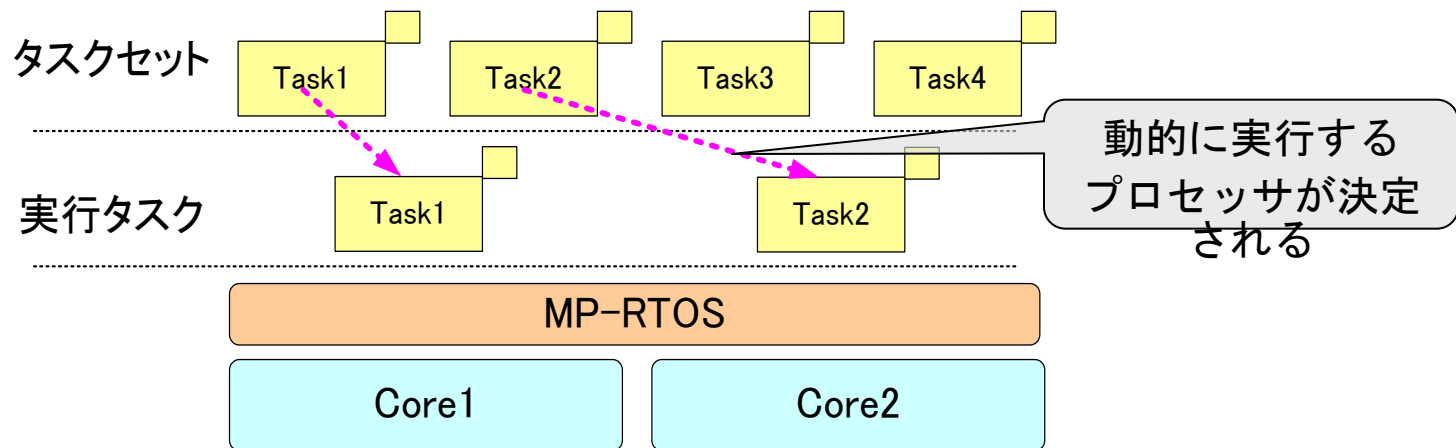 タスクセット
Task1
Task2
Task3
Task4
動的に実行する
プロセッサが決定
される
実行タスク
Task1
Task2
MP-RTOS
Core1
Core2